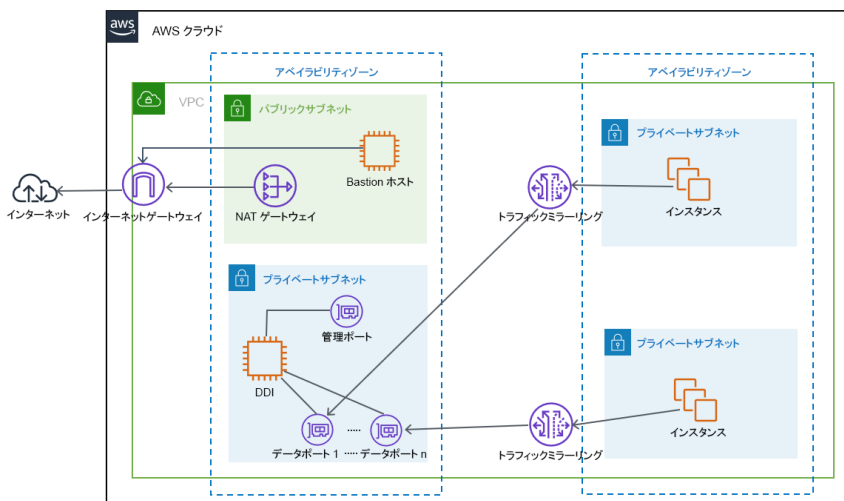 aws
AWS クラウド
アベイラビリティゾーン
アベイラビリティゾーン
VPC
パブリックサブネット
プライベートサブネット
Bastion ホスト
インターネット
インターネットゲートウェイ
NAT ゲートウェイ
トラフィックミラーリング
インスタンス
プライベートサブネット
管理ポート
プライベートサブネット
DDI
データポート 1 ..... データポート n
.....
トラフィックミラーリング
インスタンス